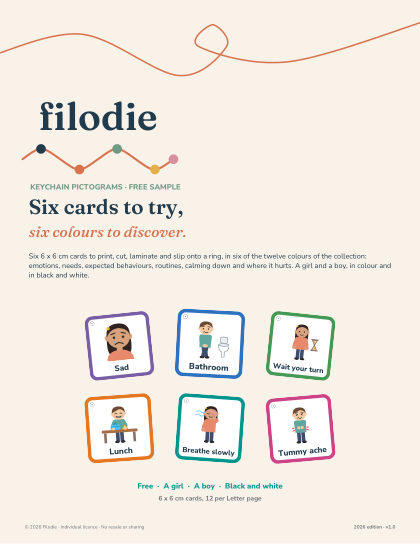 filodie
KEYCHAIN PICTOGRAMS · FREE SAMPLE
Six cards to try,
six colours to discover.
Six 6 x 6 cm cards to print, cut, laminate and slip onto a ring, in six of the twelve colours of the collection:
emotions, needs, expected behaviours, routines, calming down and where it hurts. A girl and a boy, in colour and
in black and white.
Sad
Bathroom
Wait your turn
Lunch
Breathe slowly
Tummy ache
Free · A girl · A boy · Black and white
6 x 6 cm cards, 12 per Letter page
© 2026 Filodie · Individual licence · No resale or sharing
2026 edition · v1.0